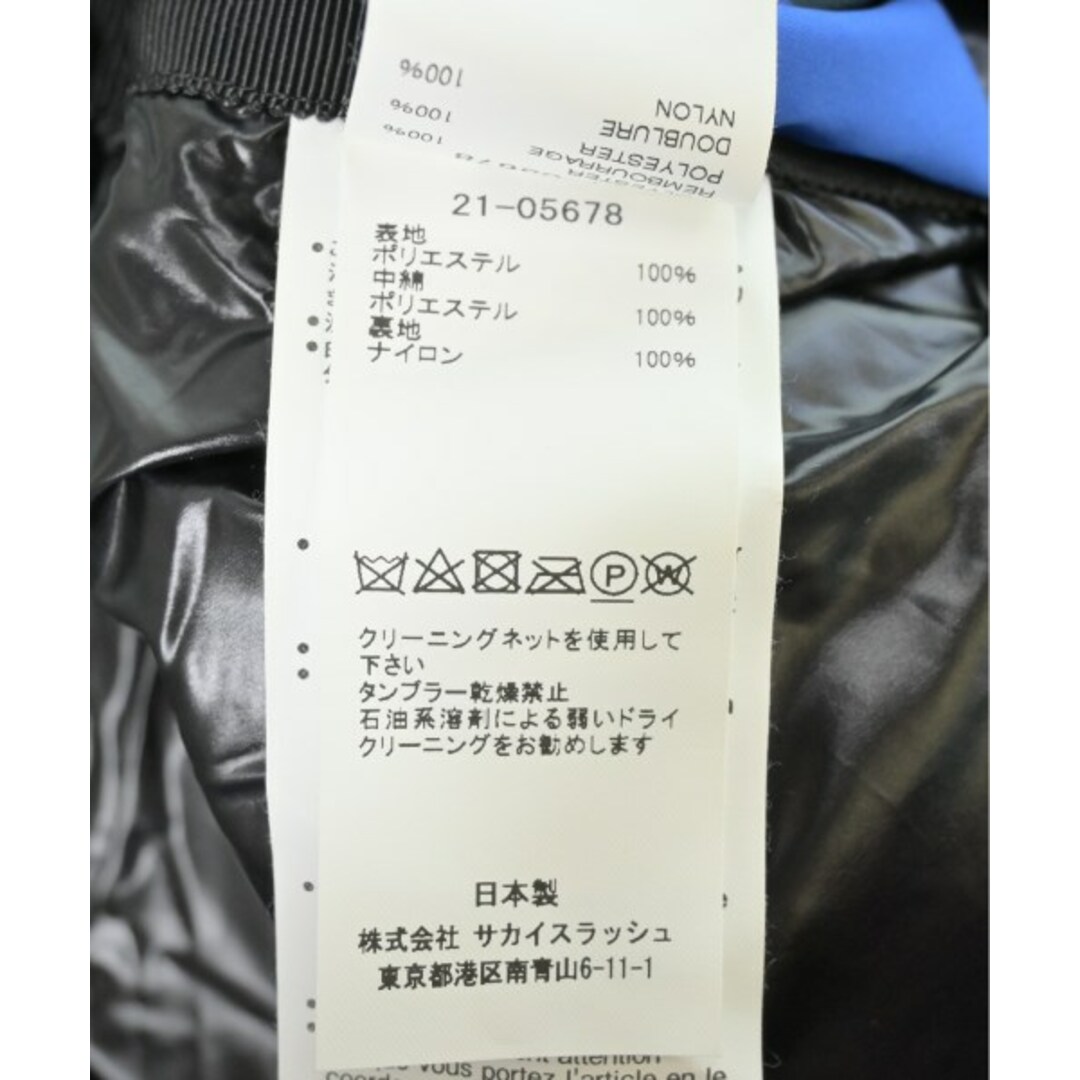 100%
NYLON
100%
DOUBLURE
100%
POLYESTER
REMBOURRAGE
21-05678
表地
ポリエステル 100%
中綿
ポリエステル 100%
裏地
ナイロン 100%
P
W
クリーニングネットを使用して
下さい
タンブラー乾燥禁止
石油系溶剤による弱いドライ
クリーニングをお勧めします
日本製
株式会社 サカイスラッシュ
東京都港区南青山6-11-1
attention
vous portez l'article en le